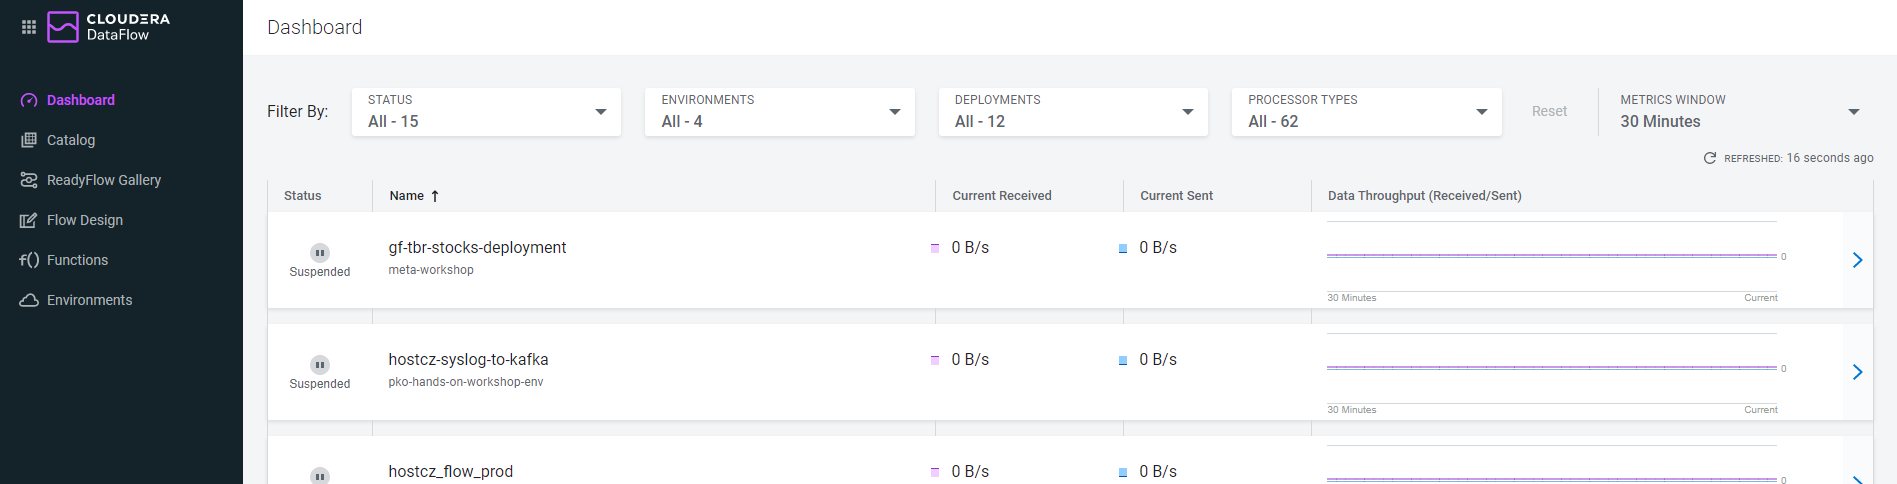 CLOUDERA
DataFlow
Dashboard
Catalog
ReadyFlow Gallery
Flow Design
f() Functions
Environments
Dashboard
Filter By:
STATUS
All - 15
ENVIRONMENTS
All - 4
DEPLOYMENTS
All - 12
PROCESSOR TYPES
All - 62
Reset
METRICS WINDOW
30 Minutes
REFRESHED: 16 seconds ago
Status Name ↑ Current Received Current Sent Data Throughput (Received/Sent)
Suspended
gf-tbr-stocks-deployment
meta-workshop
0 B/s
0 B/s
0
30 Minutes Current
Suspended
hostcz-syslog-to-kafka
pko-hands-on-workshop-env
0 B/s
0 B/s
0
30 Minutes Current
hostcz_flow_prod
0 B/s
0 B/s
0